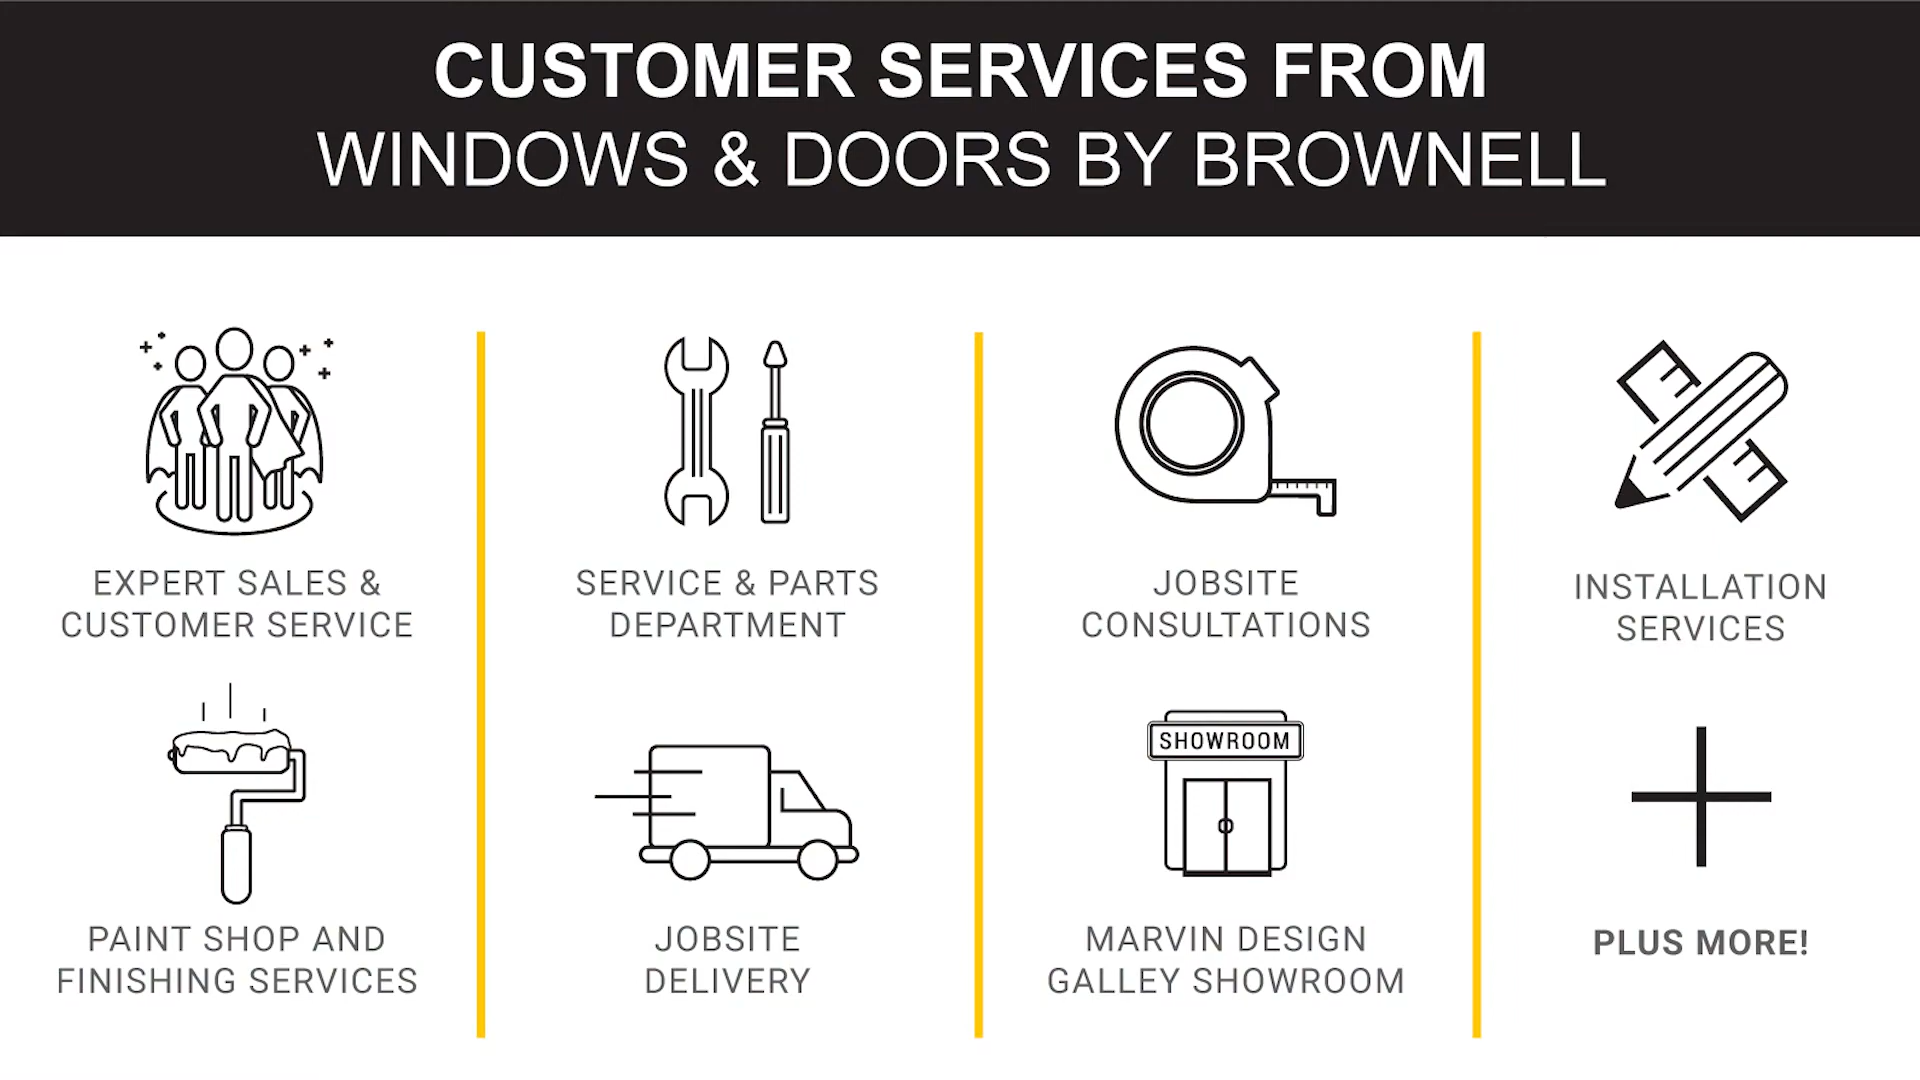 CUSTOMER SERVICES FROM
WINDOWS & DOORS BY BROWNELL
EXPERT SALES &
CUSTOMER SERVICE
SERVICE & PARTS
DEPARTMENT
JOBSITE
CONSULTATIONS
INSTALLATION
SERVICES
PAINT SHOP AND
FINISHING SERVICES
JOBSITE
DELIVERY
SHOWROOM
MARVIN DESIGN
GALLEY SHOWROOM
PLUS MORE!